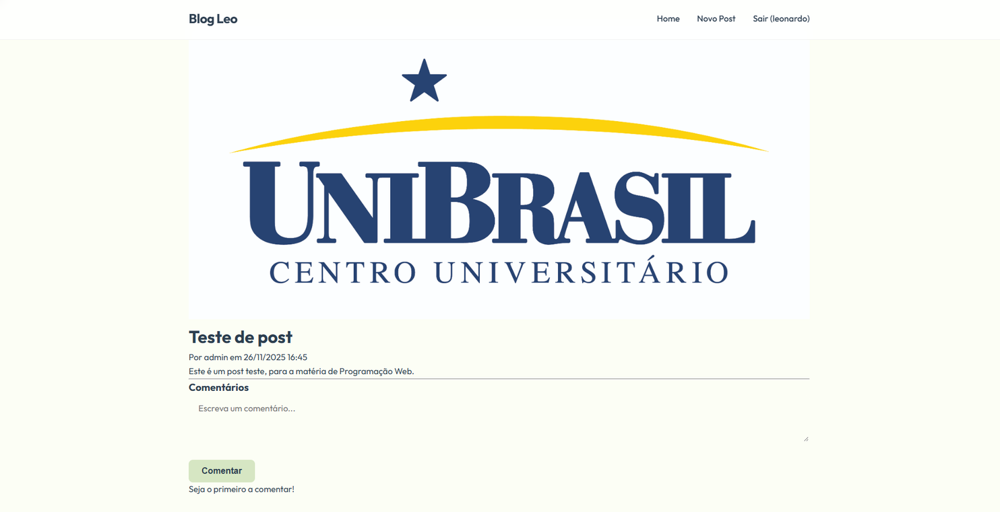 Blog Leo
Home Novo Post Sair (leonardo)
UNIBRASIL
CENTRO UNIVERSITÁRIO
Teste de post
Por admin em 26/11/2025 16:45
Este é um post teste, para a matéria de Programação Web.
Comentários
Escreva um comentário...
Comentar
Seja o primeiro a comentar!